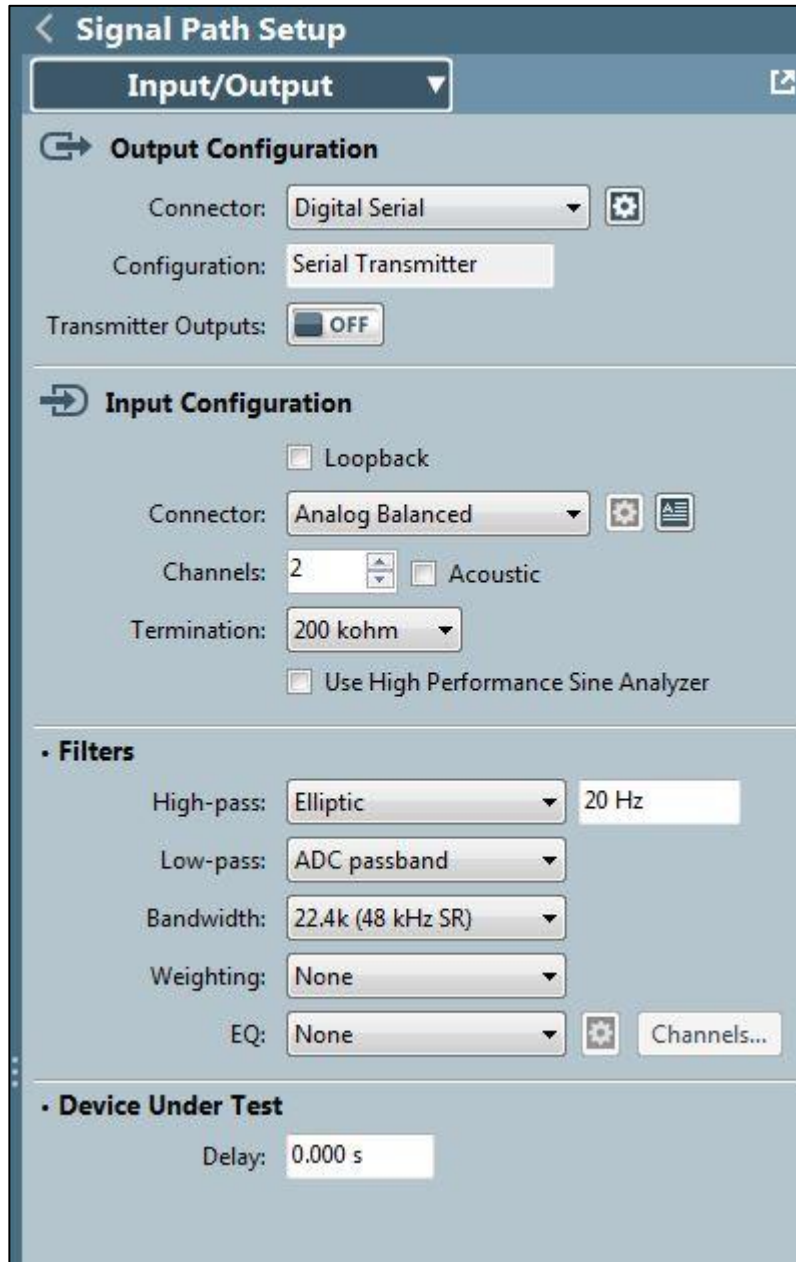 Signal Path Setup
Input/Output
Output Configuration
Connector: Digital Serial
Configuration: Serial Transmitter
Transmitter Outputs: OFF
Input Configuration
Loopback
Connector: Analog Balanced
Channels: 2 Acoustic
Termination: 200 kohm
Use High Performance Sine Analyzer
• Filters
High-pass: Elliptic 20 Hz
Low-pass: ADC passband
Bandwidth: 22.4k (48 kHz SR)
Weighting: None
EQ: None Channels...
• Device Under Test
Delay: 0.000 s